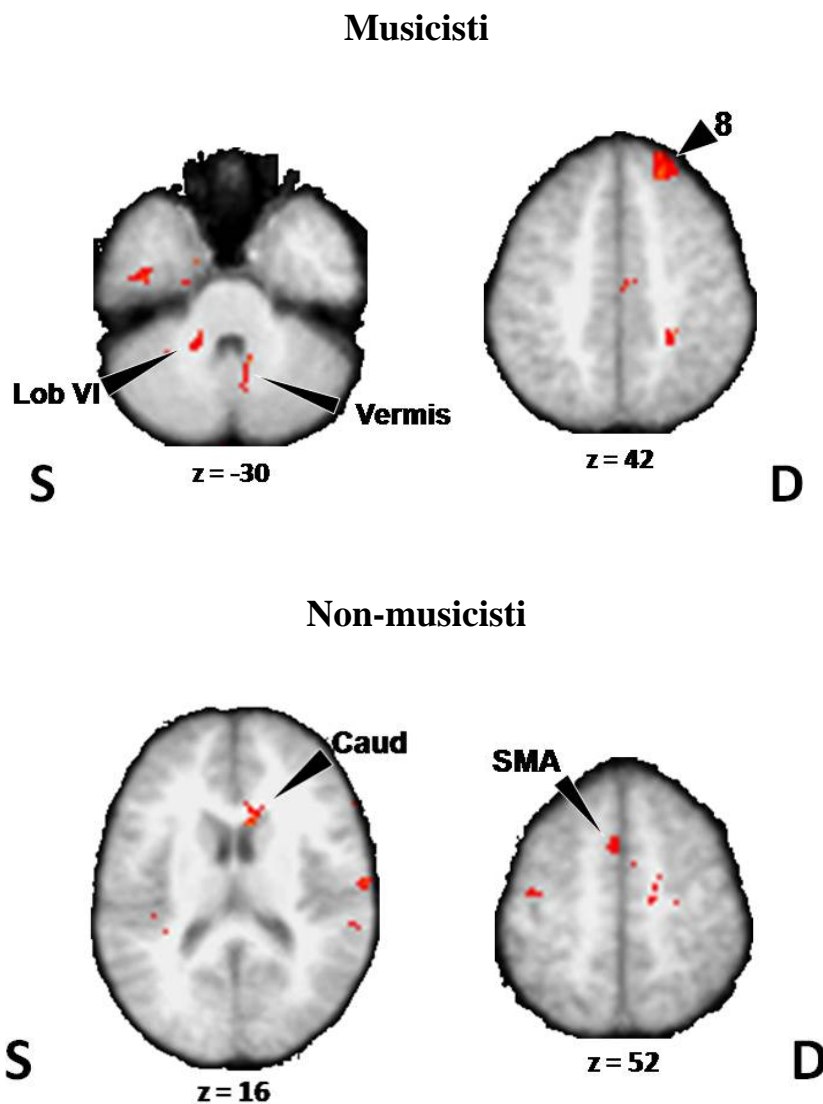 Musicisti
8
Lob VI
Vermis
z = -30
z = 42
S
D
Non-musicisti
Caud
SMA
S
D
z = 16
z = 52